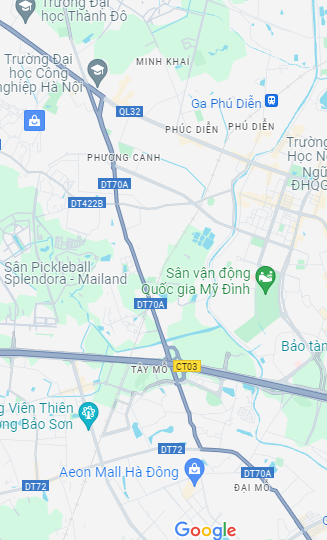 Trường Đại
học Thành Đô
MINH KHAI
Trường Đại
học Công
nghiệp Hà Nội
Ga Phú Diễn
QL32
PHÚC DIỄN
PHÚ DIỄN
Trường
Học N
Ngữ
ĐHQG
PHƯƠNG CANH
DT70A
DT422B
Sân Pickleball
Splendora - Mailand
Sân vận động
Quốc gia Mỹ Đình
DT70A
Bảo tàn
CT03
TÂY MỖ
g Viên Thiên
ờng Bảo Sơn
DT72
Aeon Mall Hà Đông
DT70A
DT72
ĐẠI MỖ
Google